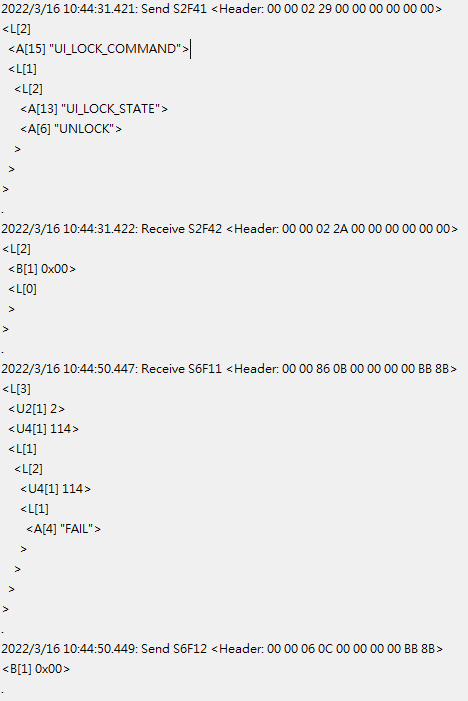 2022/3/16 10:44:31.421: Send S2F41 <Header: 00 00 02 29 00 00 00 00 00 00>
<L[2]
<A[15] "UI_LOCK_COMMAND">
<L[1]
<L[2]
<A[13] "UI_LOCK_STATE">
<A[6] "UNLOCK">
>
>
>
.
2022/3/16 10:44:31.422: Receive S2F42 <Header: 00 00 02 2A 00 00 00 00 00 00>
<L[2]
<B[1] 0x00>
<L[0]
>
>
.
2022/3/16 10:44:50.447: Receive S6F11 <Header: 00 00 86 0B 00 00 00 00 BB 8B>
<L[3]
<U2[1] 2>
<U4[1] 114>
<L[1]
<L[2]
<U4[1] 114>
<L[1]
<A[4] "FAIL">
>
>
>
>
.
2022/3/16 10:44:50.449: Send S6F12 <Header: 00 00 06 0C 00 00 00 00 BB 8B>
<B[1] 0x00>
.